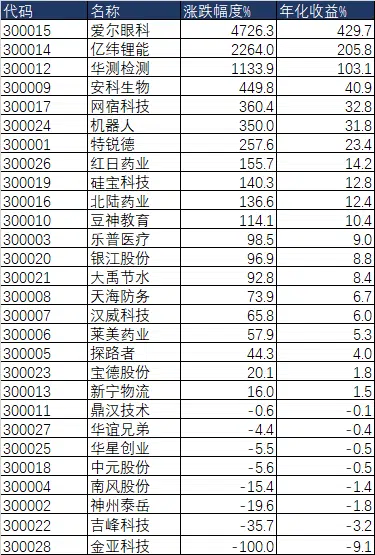 代码 名称 涨跌幅度% 年化收益%
300015 爱尔眼科 4726.3 429.7
300014 亿纬锂能 2264.0 205.8
300012 华测检测 1133.9 103.1
300009 安科生物 449.8 40.9
300017 网宿科技 360.4 32.8
300024 机器人 350.0 31.8
300001 特锐德 257.6 23.4
300026 红日药业 155.7 14.2
300019 硅宝科技 140.3 12.8
300016 北陆药业 136.6 12.4
300010 豆神教育 114.1 10.4
300003 乐普医疗 98.5 9.0
300020 银江股份 96.9 8.8
300021 大禹节水 92.8 8.4
300008 天海防务 73.9 6.7
300007 汉威科技 65.8 6.0
300006 莱美药业 57.9 5.3
300005 探路者 44.3 4.0
300023 宝德股份 20.1 1.8
300013 新宁物流 16.0 1.5
300011 鼎汉技术 -0.6 -0.1
300027 华谊兄弟 -4.4 -0.4
300025 华星创业 -5.5 -0.5
300018 中元股份 -5.6 -0.5
300004 南风股份 -15.4 -1.4
300002 神州泰岳 -19.6 -1.8
300022 吉峰科技 -35.7 -3.2
300028 金亚科技 -100.0 -9.1